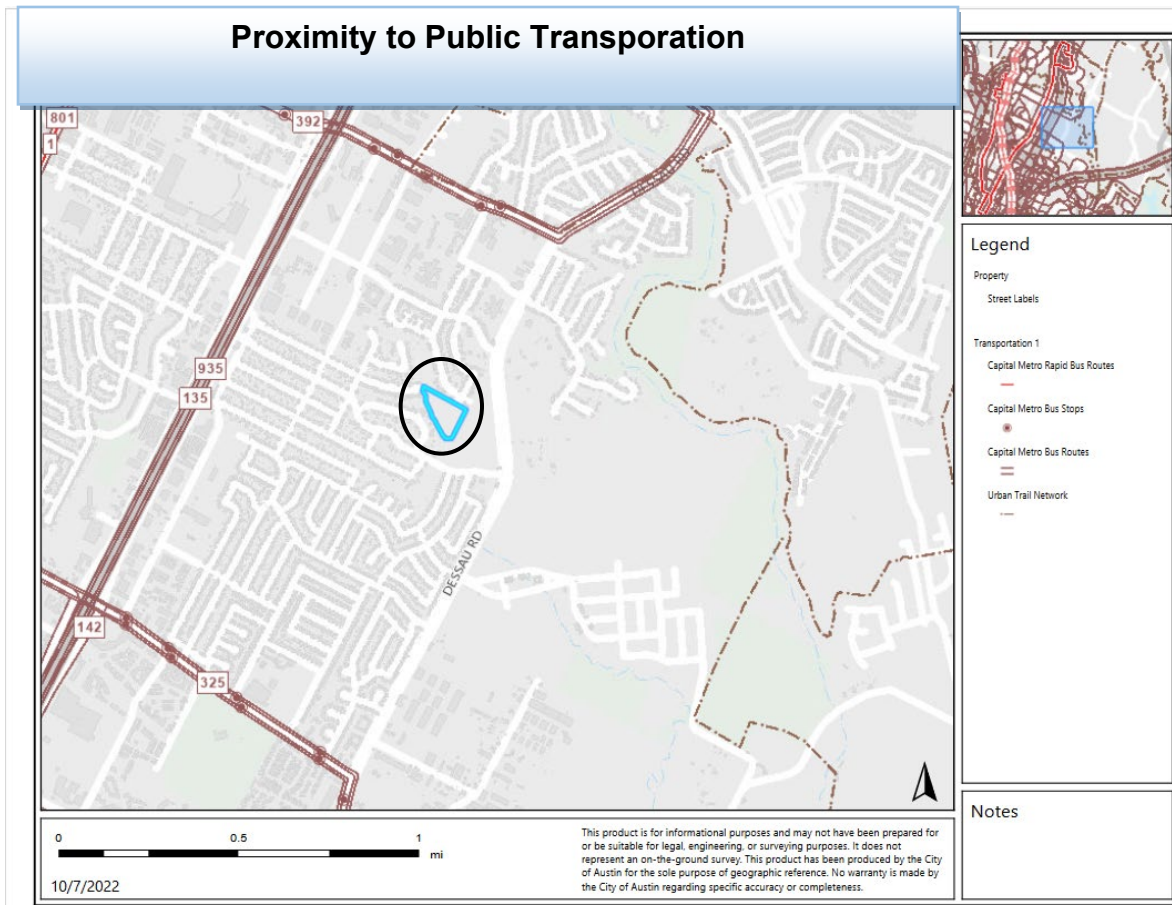 Proximity to Public Transporation
801
1
392
935
135
DESSAU RD
142
325
Legend
Property
Street Labels
Transportation 1
Capital Metro Rapid Bus Routes
Capital Metro Bus Stops
Capital Metro Bus Routes
Urban Trail Network
Notes
0 0.5 1
mi
10/7/2022
This product is for informational purposes and may not have been prepared for
or be suitable for legal, engineering, or surveying purposes. It does not
represent an on-the-ground survey. This product has been produced by the City
of Austin for the sole purpose of geographic reference. No warranty is made by
the City of Austin regarding specific accuracy or completeness.